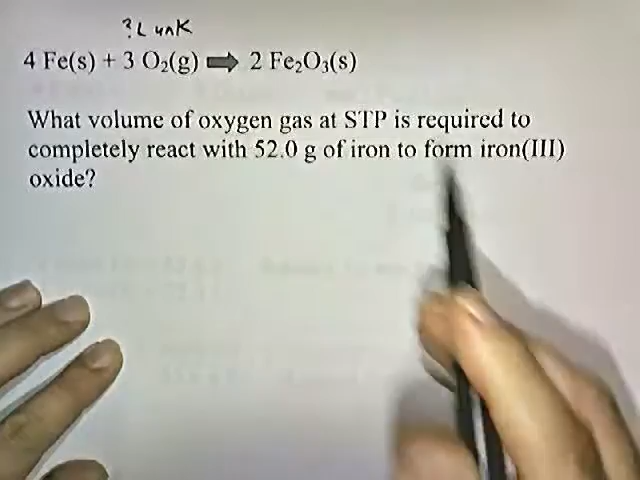 ? L unk
4 Fe(s) + 3 O₂(g) ⇒ 2 Fe₂O₃(s)
What volume of oxygen gas at STP is required to
completely react with 52.0 g of iron to form iron(III)
oxide?